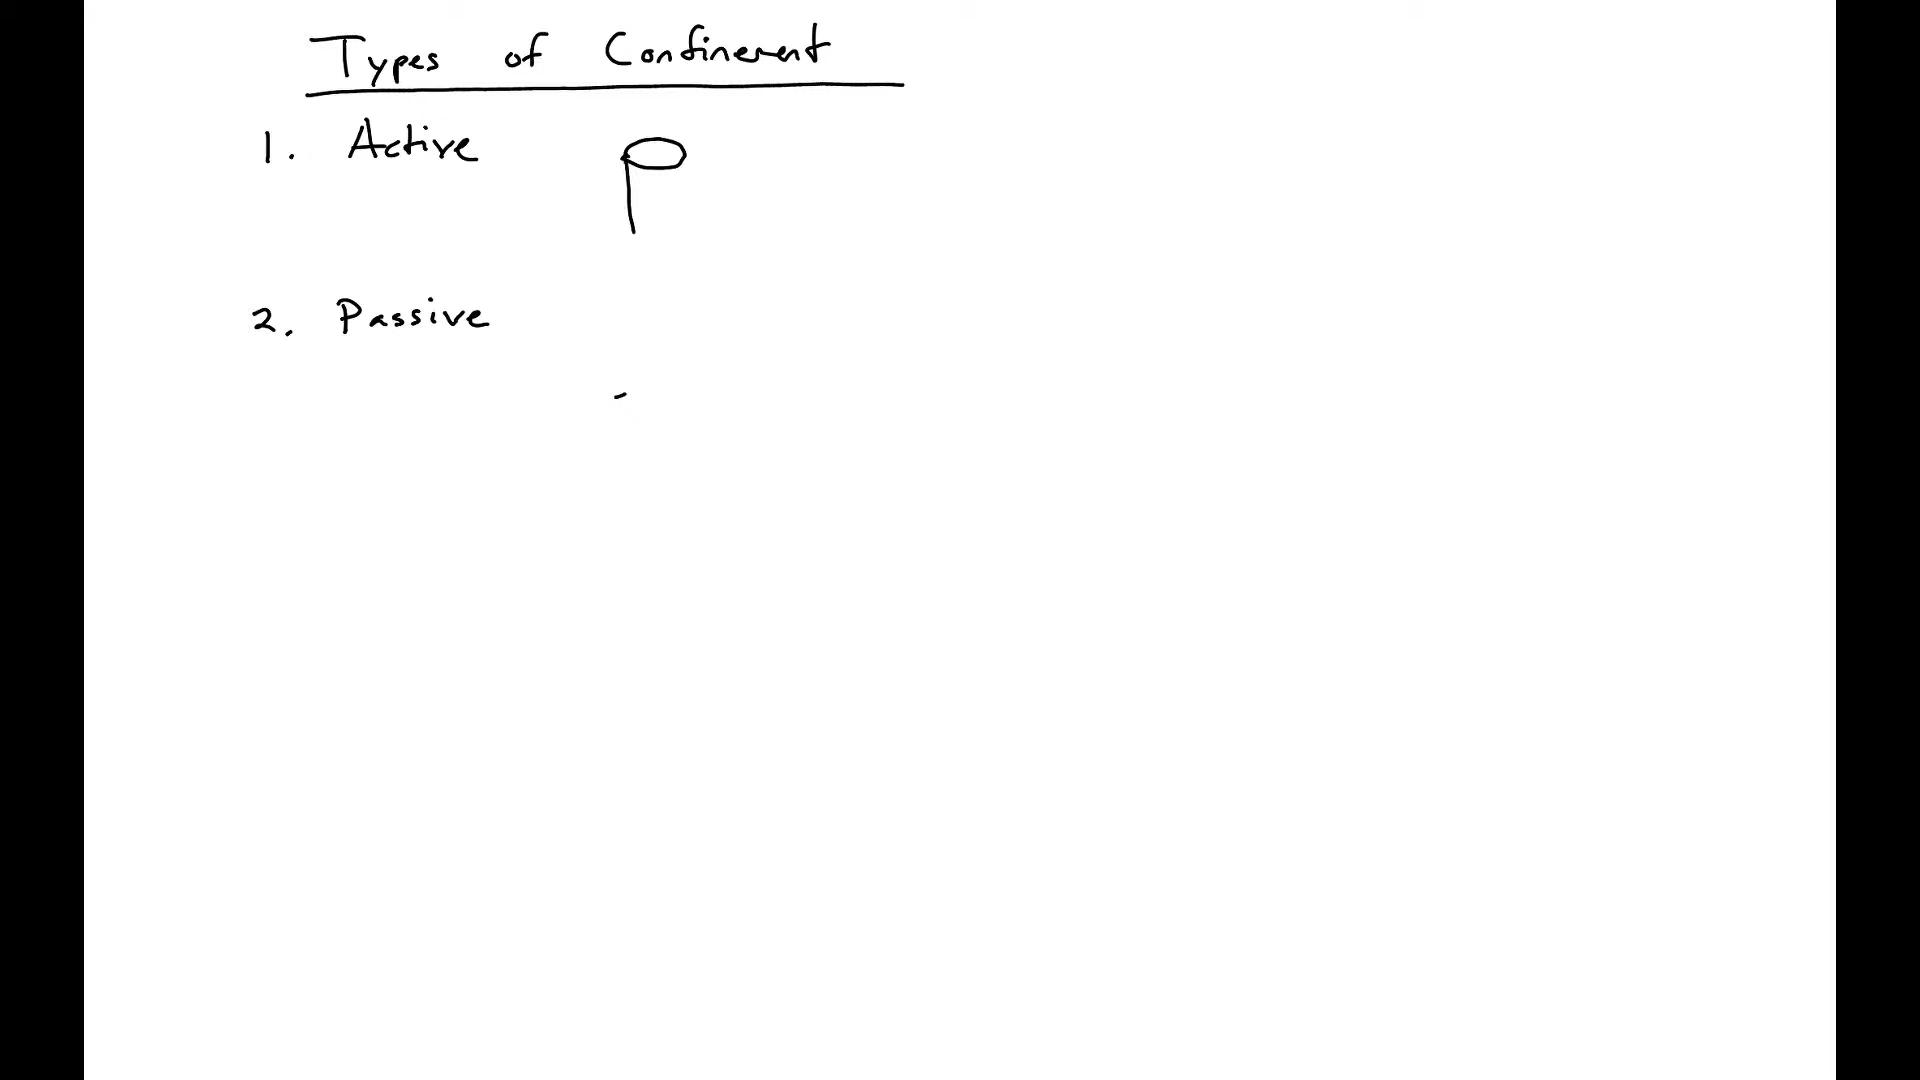 Types of Confinement
1. Active
2. Passive